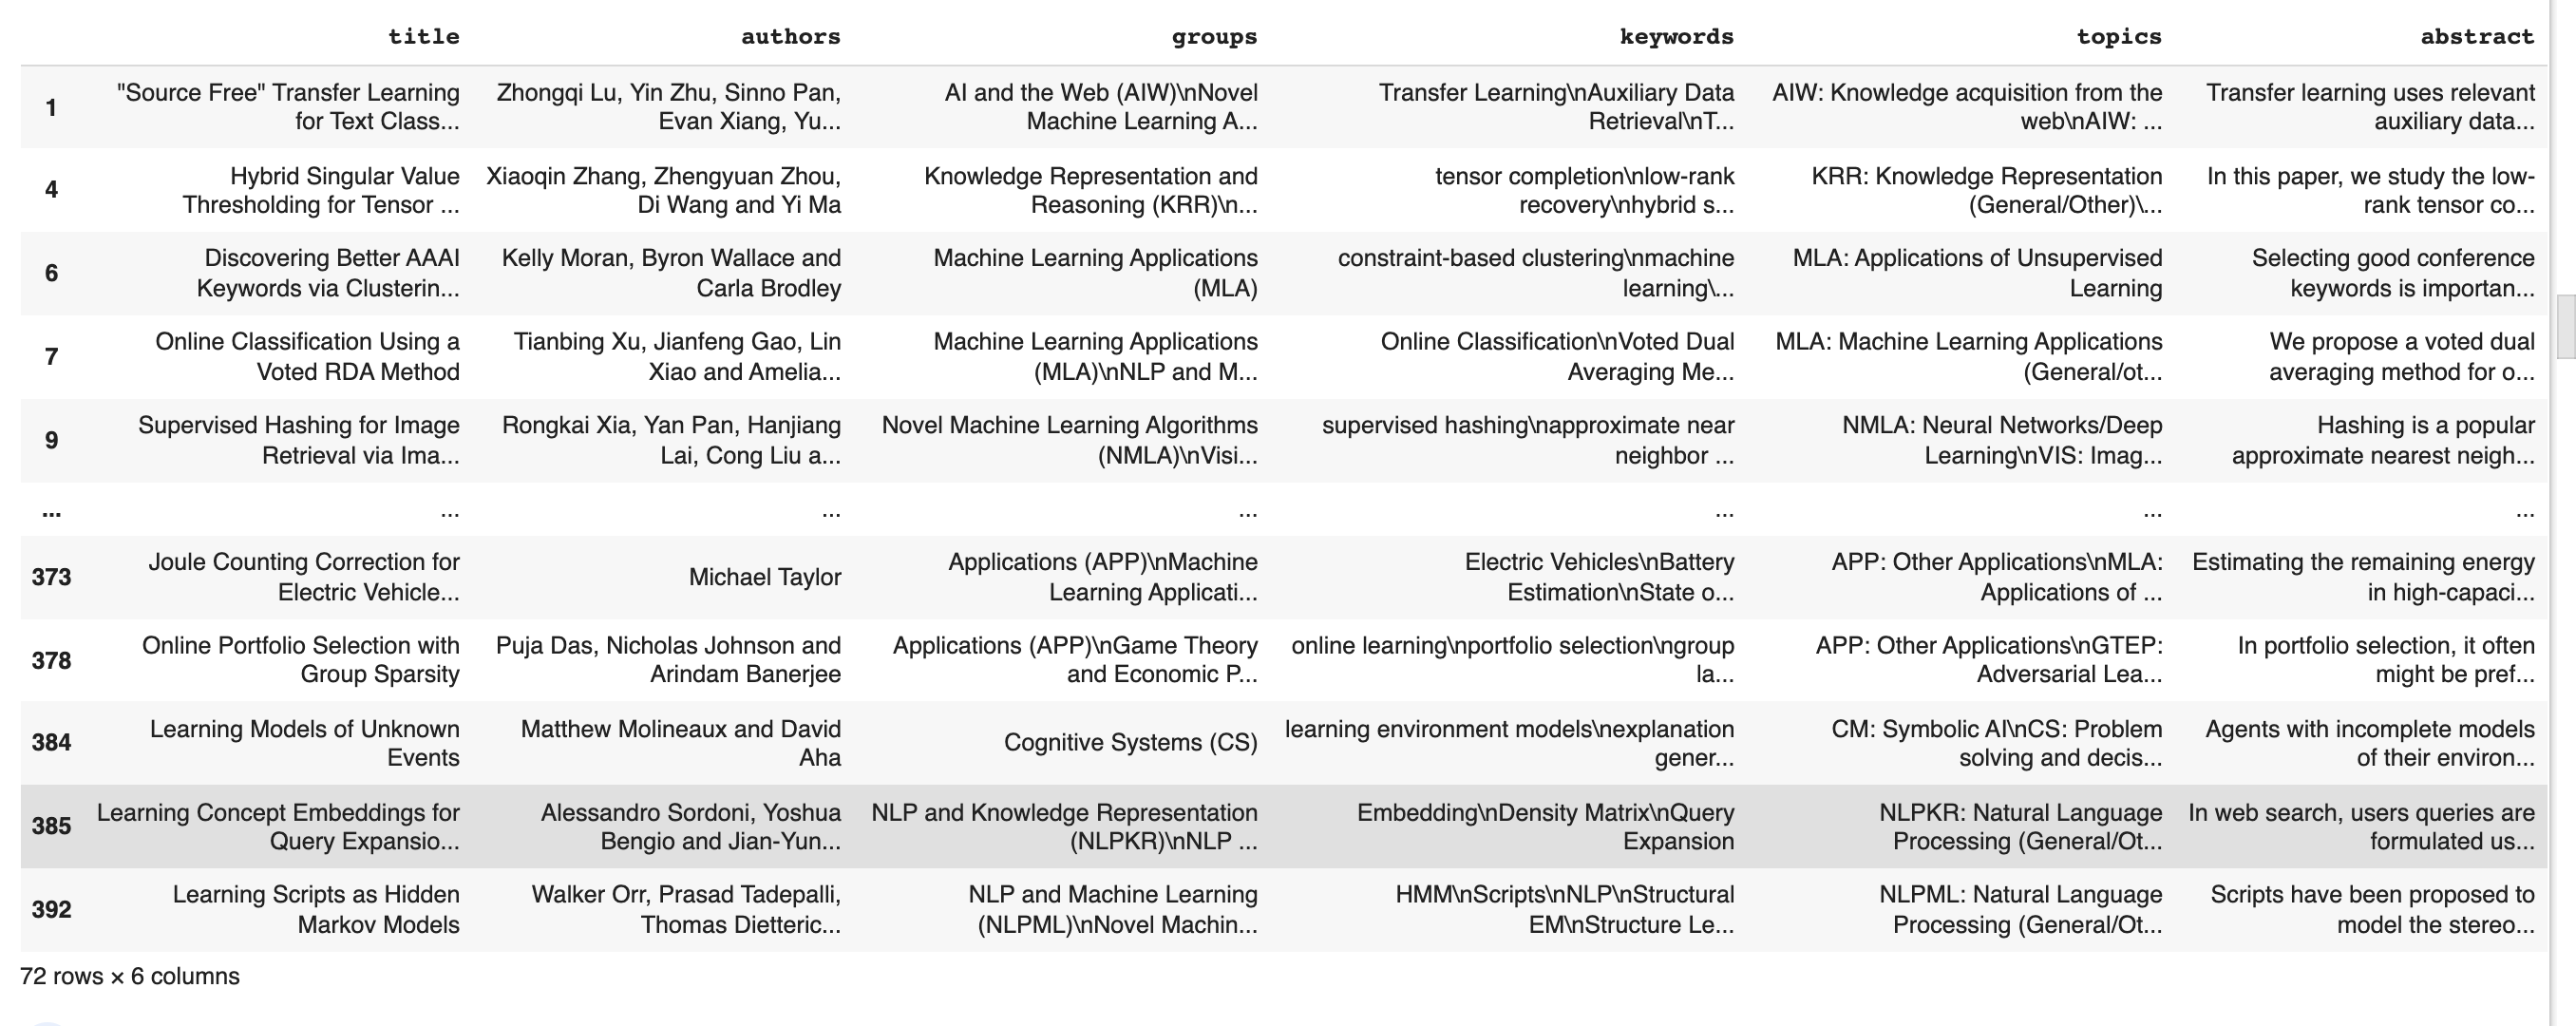 title authors groups keywords topics abstract
1 "Source Free" Transfer Learning for Text Class... Zhongqi Lu, Yin Zhu, Sinno Pan, Evan Xiang, Yu... AI and the Web (AIW)\nNovel Machine Learning A... Transfer Learning\nAuxiliary Data Retrieval\nT... AIW: Knowledge acquisition from the web\nAIW: ... Transfer learning uses relevant auxiliary data...
4 Hybrid Singular Value Thresholding for Tensor ... Xiaoqin Zhang, Zhengyuan Zhou, Di Wang and Yi Ma Knowledge Representation and Reasoning (KRR)\n... tensor completion\nlow-rank recovery\nhybrid s... KRR: Knowledge Representation (General/Other)\... In this paper, we study the low-rank tensor co...
6 Discovering Better AAAI Keywords via Clusterin... Kelly Moran, Byron Wallace and Carla Brodley Machine Learning Applications (MLA) constraint-based clustering\nmachine learning\... MLA: Applications of Unsupervised Learning Selecting good conference keywords is importan...
7 Online Classification Using a Voted RDA Method Tianbing Xu, Jianfeng Gao, Lin Xiao and Amelia... Machine Learning Applications (MLA)\nNLP and M... Online Classification\nVoted Dual Averaging Me... MLA: Machine Learning Applications (General/ot... We propose a voted dual averaging method for o...
9 Supervised Hashing for Image Retrieval via Ima... Rongkai Xia, Yan Pan, Hanjiang Lai, Cong Liu a... Novel Machine Learning Algorithms (NMLA)\nVisi... supervised hashing\napproximate near neighbor ... NMLA: Neural Networks/Deep Learning\nVIS: Imag... Hashing is a popular approximate nearest neigh...
... ... ... ... ... ... ...
373 Joule Counting Correction for Electric Vehicle... Michael Taylor Applications (APP)\nMachine Learning Applicati... Electric Vehicles\nBattery Estimation\nState o... APP: Other Applications\nMLA: Applications of ... Estimating the remaining energy in high-capaci...
378 Online Portfolio Selection with Group Sparsity Puja Das, Nicholas Johnson and Arindam Banerjee Applications (APP)\nGame Theory and Economic P... online learning\nportfolio selection\ngroup la... APP: Other Applications\nGTEP: Adversarial Lea... In portfolio selection, it often might be pref...
384 Learning Models of Unknown Events Matthew Molineaux and David Aha Cognitive Systems (CS) learning environment models\nexplanation gener... CM: Symbolic AI\nCS: Problem solving and decis... Agents with incomplete models of their environ...
385 Learning Concept Embeddings for Query Expansio... Alessandro Sordoni, Yoshua Bengio and Jian-Yun... NLP and Knowledge Representation (NLPKR)\nNLP ... Embedding\nDensity Matrix\nQuery Expansion NLPKR: Natural Language Processing (General/Ot... In web search, users queries are formulated us...
392 Learning Scripts as Hidden Markov Models Walker Orr, Prasad Tadepalli, Thomas Dietteric... NLP and Machine Learning (NLPML)\nNovel Machin... HMM\nScripts\nNLP\nStructural EM\nStructure Le... NLPML: Natural Language Processing (General/Ot... Scripts have been proposed to model the stereo...
72 rows × 6 columns